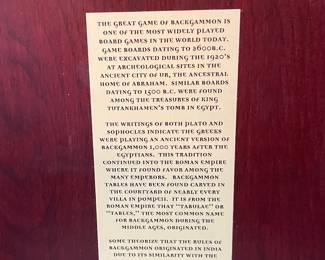 THE GREAT GAME OF BACKGAMMON IS
ONE OF THE MOST WIDELY PLAYED
BOARD GAMES IN THE WORLD TODAY.
GAME BOARDS DATING TO 2600B.C.
WERE EXCAVATED DURING THE 1920'S
AT ARCHEOLOGICAL SITES IN THE
ANCIENT CITY OF UR, THE ANCESTRAL
HOME OF ABRAHAM. SIMILAR BOARDS
DATING TO 1500 B.C. WERE FOUND
AMONG THE TREASURES OF KING
TUTANKHAMEN'S TOMB IN EGYPT.
THE WRITINGS OF BOTH PLATO AND
SOPHOCLES INDICATE THE GREEKS
WERE PLAYING AN ANCIENT VERSION OF
BACKGAMMON 1,000 YEARS AFTER THE
EGYPTIANS. THIS TRADITION
CONTINUED INTO THE ROMAN EMPIRE
WHERE IT FOUND FAVOR AMONG THE
MANY EMPERORS. BACKGAMMON
TABLES HAVE BEEN FOUND CARVED IN
THE COURTYARD OF NEARLY EVERY
VILLA IN POMPEII. IT IS FROM THE
ROMAN EMPIRE THAT "TABULAE" OR
"TABLES," THE MOST COMMON NAME
FOR BACKGAMMON DURING THE
MIDDLE AGES, ORIGINATED.
SOME THEORIZE THAT THE RULES OF
BACKGAMMON ORIGINATED IN INDIA
DUE TO ITS SIMILARITY WITH THE